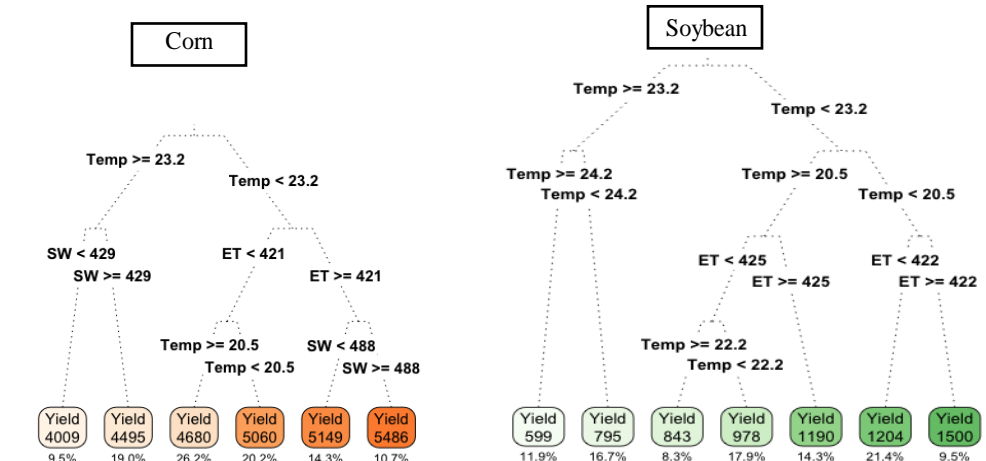 Corn
Temp >= 23.2
Temp < 23.2
SW < 429
SW >= 429
ET < 421
ET >= 421
Temp >= 20.5
Temp < 20.5
SW < 488
SW >= 488
Yield
4009
9.5%
Yield
4495
19.0%
Yield
4680
26.2%
Yield
5060
20.2%
Yield
5149
14.3%
Yield
5486
10.7%
Soybean
Temp >= 23.2
Temp < 23.2
Temp >= 24.2
Temp < 24.2
Temp >= 20.5
Temp < 20.5
ET < 425
ET >= 425
ET < 422
ET >= 422
Temp >= 22.2
Temp < 22.2
Yield
599
11.9%
Yield
795
16.7%
Yield
843
8.3%
Yield
978
17.9%
Yield
1190
14.3%
Yield
1204
21.4%
Yield
1500
9.5%